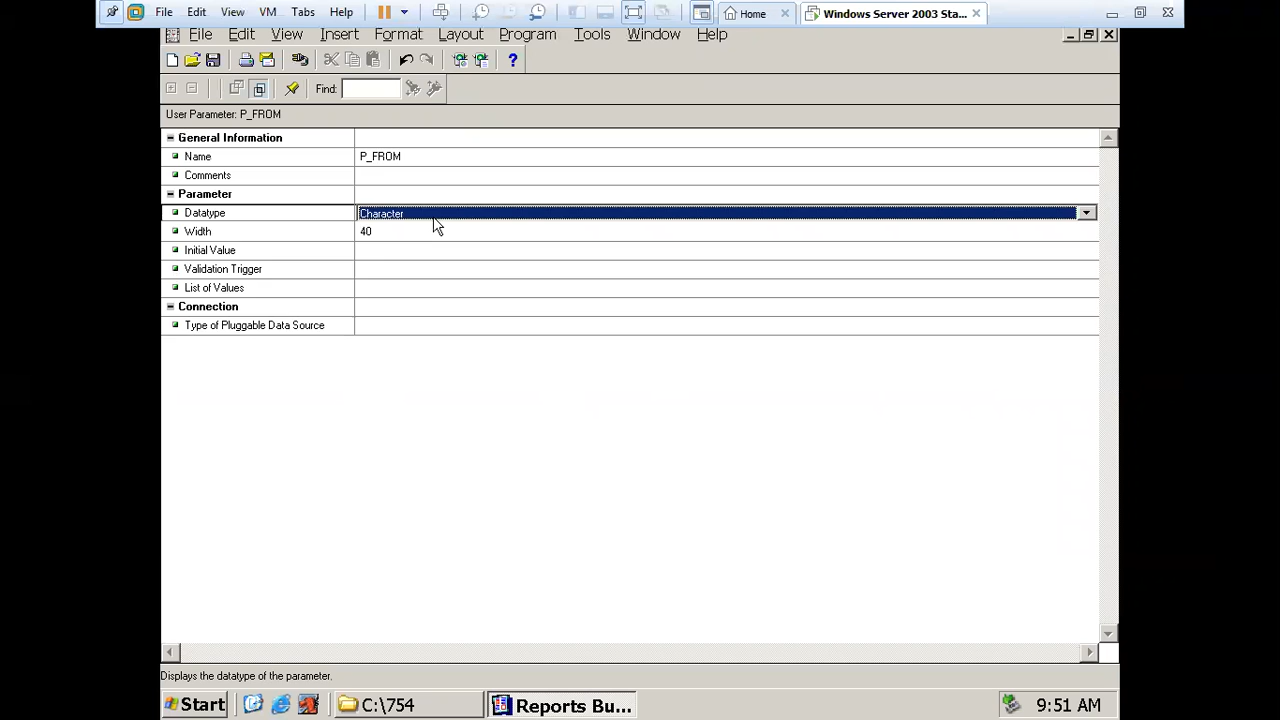 File Edit View VM Tabs Help Home Windows Server 2003 Sta...
File Edit View Insert Format Layout Program Tools Window Help
Find:
User Parameter: P_FROM
General Information
Name P_FROM
Comments
Parameter
Datatype Character
Width 40
Initial Value
Validation Trigger
List of Values
Connection
Type of Pluggable Data Source
Displays the datatype of the parameter.
Start C:\754 Reports Bu... 9:51 AM